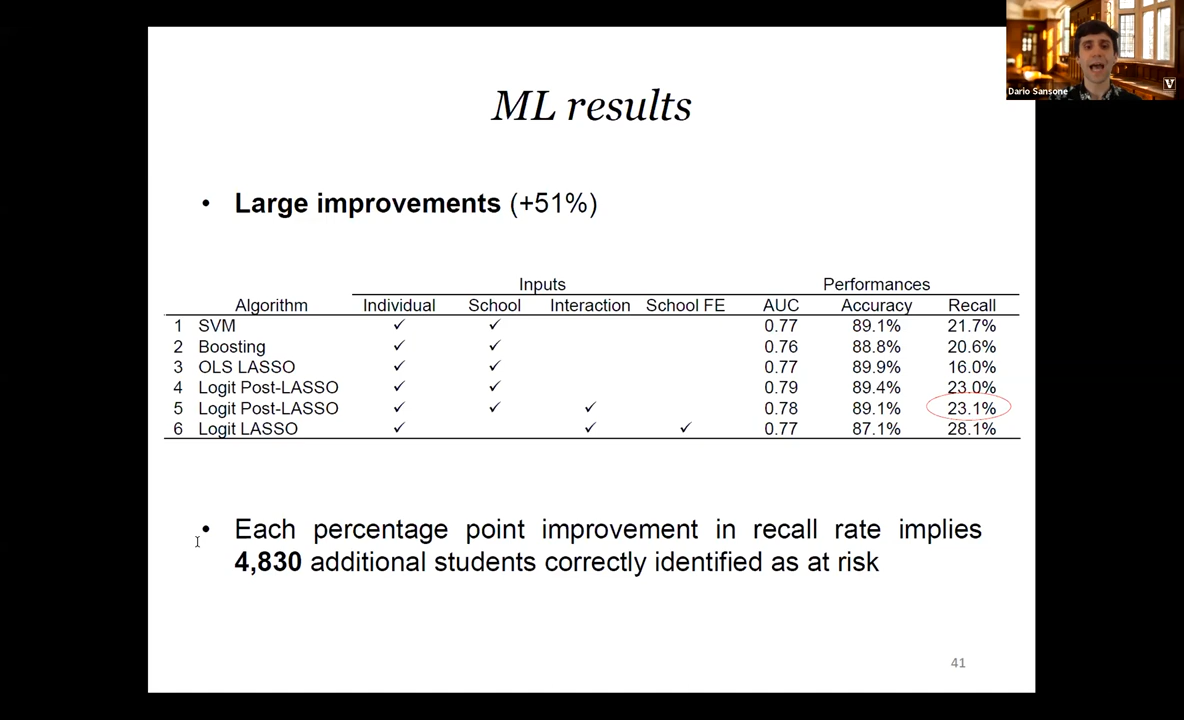 Dario Sansone
V
ML results
• Large improvements (+51%)
Inputs Performances
Algorithm Individual School Interaction School FE AUC Accuracy Recall
1 SVM ✓ ✓ 0.77 89.1% 21.7%
2 Boosting ✓ ✓ 0.76 88.8% 20.6%
3 OLS LASSO ✓ ✓ 0.77 89.9% 16.0%
4 Logit Post-LASSO ✓ ✓ 0.79 89.4% 23.0%
5 Logit Post-LASSO ✓ ✓ ✓ 0.78 89.1% 23.1%
6 Logit LASSO ✓ ✓ ✓ 0.77 87.1% 28.1%
• Each percentage point improvement in recall rate implies
4,830 additional students correctly identified as at risk
41